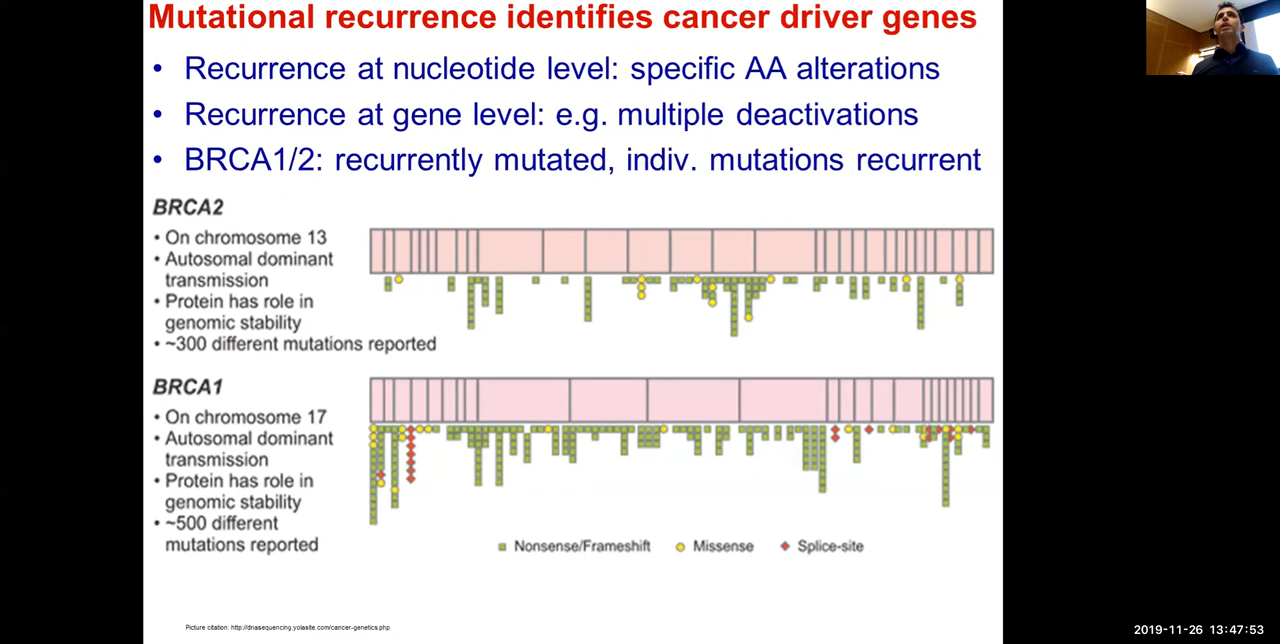 Mutational recurrence identifies cancer driver genes
• Recurrence at nucleotide level: specific AA alterations
• Recurrence at gene level: e.g. multiple deactivations
• BRCA1/2: recurrently mutated, indiv. mutations recurrent
BRCA2
• On chromosome 13
• Autosomal dominant
transmission
• Protein has role in
genomic stability
• ~300 different mutations reported
BRCA1
• On chromosome 17
• Autosomal dominant
transmission
• Protein has role in
genomic stability
• ~500 different
mutations reported
Nonsense/Frameshift Missense Splice-site
Picture citation: http://dnasequencing.yolasite.com/cancer-genetics.php
2019-11-26 13:47:53